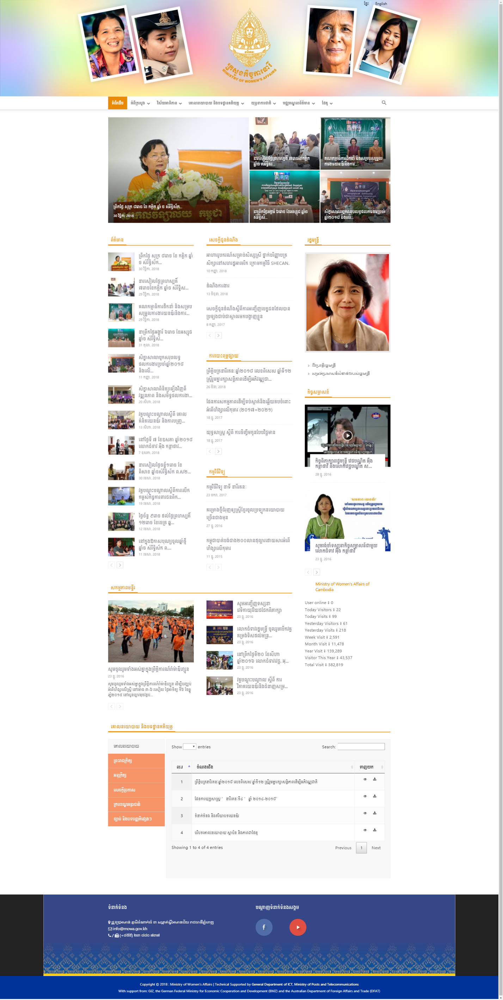 ខ្មែរ
English
ក្រសួងកិច្ចការនារី
MINISTRY OF WOMEN'S AFFAIRS
ទំព័រដើម
អំពីក្រសួង
វិស័យអាទិភាព
គោលនយោបាយ និងបទដ្ឋានគតិយុត្ត
យុទ្ធនាការជាតិ
មជ្ឈមណ្ឌលព័ត៌មាន
ដៃគូ
នារសៀលថ្ងៃព្រហស្បតិ៍ ៧រោចខែកត្តិក
ឆ្នាំច សំរឹទ្ធិស...
គណកម្មាធិការដឹកនាំ និងសម្របសម្រួល
ការងារយេនឌ័រនិងការ...
ព្រឹកថ្ងៃ សុក្រ ៨រោច ខែ កត្តិក ឆ្នាំ ច សំរឹទ្ធិស័ក...
30 វិច្ឆិកា, 2018
នាព្រឹកថ្ងៃអង្គារ៍ ៦រោច ខែអស្សុជ ឆ្នាំច
សំរឹទ្ធិស័...
សិក្ខាសាលាបូកសរុបលទ្ធផលការងារប្រចាំ
ឆ្នាំ២០១៨ និងលើ...
ព័ត៌មាន
ព្រឹកថ្ងៃ សុក្រ ៨រោច ខែ កត្តិក ឆ្នាំ
ច សំរឹទ្ធិស័ក...
30 វិច្ឆិកា, 2018
នារសៀលថ្ងៃព្រហស្បតិ៍
៧រោចខែកត្តិក ឆ្នាំច សំរឹទ្ធិស...
29 វិច្ឆិកា, 2018
គណកម្មាធិការដឹកនាំ និងសម្រប
សម្រួលការងារយេនឌ័រនិងការ...
29 វិច្ឆិកា, 2018
នាព្រឹកថ្ងៃអង្គារ៍ ៦រោច ខែអស្សុជ
ឆ្នាំច សំរឹទ្ធិស័...
31 តុលា, 2018
សិក្ខាសាលាបូកសរុបលទ្ធ
ផលការងារប្រចាំឆ្នាំ២០១៨
និងលើ...
11 កញ្ញា, 2018
សិក្ខាសាលាពិនិត្យឡើងវិញពី
វឌ្ឍនភាព និងសមិទ្ធផលការងា...
20 សីហា, 2018
វគ្គបណ្តុះបណ្តាលស្តីពី គោល
គំនិតយេនឌ័រ និងការបញ្ជ្រ...
13 សីហា, 2018
នៅថ្ងៃទី ៧ ខែឧសភា ឆ្នាំ២០១៨
លោកជំទាវ អ៊ឹង កន្ថាផាវ...
7 ឧសភា, 2018
នារសៀលថ្ងៃចន្ទ័១រោច ខែ
ពិសាខ ឆ្នាំចសំរឹទ្ធិស័ក ព.ស២...
30 មេសា, 2018
វគ្គបណ្តុះបណ្តាលស្តីពីការលើក
កម្ពស់កិច្ចការពារជនពិក...
19 មេសា, 2018
ថ្ងៃច័ន្ទ ៩រោច ដល់ថ្ងៃព្រហស្បតិ៍
១២រោច ខែចេត្រ ឆ្ន...
12 មេសា, 2018
នៅក្នុងឱកាសបុណ្យចូលឆ្នាំថ្មី
ឆ្នាំច សំរឹទ្ធិស័ក ព....
11 មេសា, 2018
សេចក្តីជូនដំណឹង
អាហាររូបករណ៍សម្រាប់សិស្សស្រី ថ្នាក់បរិញ្ញាបត្រ
សិក្សានៅសហរដ្ឋអាមេរិក ក្រោមកម្មវិធី SHECAN.
10 កញ្ញា, 2018
ដំណឹងការងារ
13 មិថុនា, 2018
សេចក្តីជូនដំណឹងស្តីពីការអញ្ជើញបេក្ខជនដែលបាន
ប្រឡងជាប់ជាស្ថាពរមកបង្ហាញខ្លួន
8 កញ្ញា, 2017
ការបោះពុម្ពផ្សាយ
ព្រឹត្តិបត្រនារីរតនៈឆ្នាំ២០១៨ លេខពិសេស ឆ្នាំទី១២
ស្ត្រីរួមគ្នារក្សាសន្តិភាពដើម្បីអភិវឌ្ឍជា...
26 មិនា, 2018
ផែនការសកម្មភាពដើម្បីទប់ស្កាត់និងឆ្លើយតបចំពោះ
អំពើហិង្សាលើកុមារ (២០១៧=២០២១)
18 ធ្នូ, 2017
យុទ្ធសាស្ត្រ ស្តីពី ការចិញ្ចឹមកូនបែបវិជ្ជមាន
18 ធ្នូ, 2017
កម្មវិធីវិទ្យុ
កម្មវិធីវិទ្យុ នាទី នារីរតនៈ
23 មករា, 2017
គម្រោងថ្មីជំរុញឲ្យស្ត្រីខ្មែរចូលប្រឡូកនយោបាយ
ច្រើនជាងមុន
27 ធ្នូ, 2016
កម្ពុជាបាត់បង់ជាង២០០លានដុល្លារដោយសារអំពើ
ហិង្សាលើកុមារ
11 ធ្នូ, 2015
រដ្ឋមន្ត្រី
ជីវប្រវត្តិរដ្ឋមន្ត្រី
សម្រង់ប្រសាសន៍សំខាន់ៗរបស់រដ្ឋមន្ត្រី
កិច្ចសម្ភាសន៍
កិច្ចពិភាក្សារវរដ្ឋមន្ត្រី វេជបណ្ឌិត អ៊ឹង
កន្ថាផាវី និងលោកវេជ្ជបណ្ឌិត ស...
28 ធ្នូ, 2016
សូមរង់ចាំទស្សនាកិច្ចសម្ភាសន៍ជាមួយ
លោកជំទាវ អ៊ឹង កន្ថាផាវី
23 ធ្នូ, 2016
Ministry of Women's Affairs of
Cambodia
User online ៖ 0
Today Visitors ៖ 22
Today Visits ៖ 99
Yesterday Visitors ៖ 61
Yesterday Visits ៖ 218
Week Visit ៖ 2,591
Month Visit ៖ 11,478
Year Visit ៖ 139,289
Visitor This Year ៖ 43,537
Total Visit ៖ 382,819
សកម្មភាពមន្ទីរ
សូមចូលរួមទាំងអស់គ្នាក្នុងព្រឹត្តិការណ៍រ៉ាម៉ាឌីហ្សូន
23 ធ្នូ, 2016
សូមចូលរួមទាំងអស់គ្នាក្នុងព្រឹត្តិការណ៍រ៉ាម៉ាឌីហ្សូន ដើម្បីបញ្ឈប់
អំពើហិង្សាលើស្ត្រី នៅម៉ោង ៣-៦ រសៀល ថ្ងៃអាទិត្យ ទី៦ ខែធ្នូ
ឆ្នាំ២០១៥ នៅសួនច្បារមុខវត្តប...
សូមអញ្ជើញទស្សនា
វេទិកាយុវវ័យជជែកពិភាក្សា
23 ធ្នូ, 2016
លោកជំទាវរដ្ឋមន្ត្រី ចូលរួមបើកវគ្គ
តម្រង់ទិសដល់មន្ត្រ...
23 ធ្នូ, 2016
នៅព្រឹកថ្ងៃទី២០ ខែសីហា
ឆ្នាំ២០១៦ លោកជំទាវវេជ្ជ. អុ...
23 ធ្នូ, 2016
វគ្គបណ្តុះបណ្តាល ស្តីពី ការ
វិភាគយេនឌ័រនិងជំនាញសម្រ...
23 ធ្នូ, 2016
គោលនយោបាយ និងបទដ្ឋានគតិយុត្ត
គោលនយោបាយ
ព្រះរាជក្រឹត្យ
អនុក្រឹត្យ
សេចក្តីប្រកាស
ក្របខណ្ឌអន្តរជាតិ
ច្បាប់ និងបទបញ្ញតិផ្សេងៗ
Show entries
Search:
ល.រ ចំណងជើង ទាញយក
1 ព្រឹត្តិបត្រនារីរតនៈឆ្នាំ២០១៨ លេខពិសេស ឆ្នាំទី១២ ស្ត្រីរួមគ្នារក្សាសន្តិភាពដើម្បីអភិវឌ្ឍជាតិ
2 ផែនការយុទ្ធសាស្ត្រ “ នារីរតនៈទី៤ “ ឆ្នាំ ២០១៤-២០១៨”
3 ទំនាក់ទំនង និងឥរិយាបទយេនឌ័រ
4 បរិបទគោលនយោបាយ ស្ថាប័ន និងភាពជាដៃគូ
Showing 1 to 4 of 4 entries
Previous 1 Next
ទំនាក់ទំនង
info@mowa.gov.kh
/ (+៨៥៥) ២៣ ៨៨០ ៧៣៧
បណ្តាញទំនាក់ទំនងសង្គម
Copyright © 2018 : Ministry of Women's Affairs | Technical Supported by General Department of ICT, Ministry of Posts and Telecommunications
With support from: GIZ, the German Federal Ministry for Economic Cooperation and Development (BMZ) and the Australian Department of Foreign Affairs and Trade (DFAT)